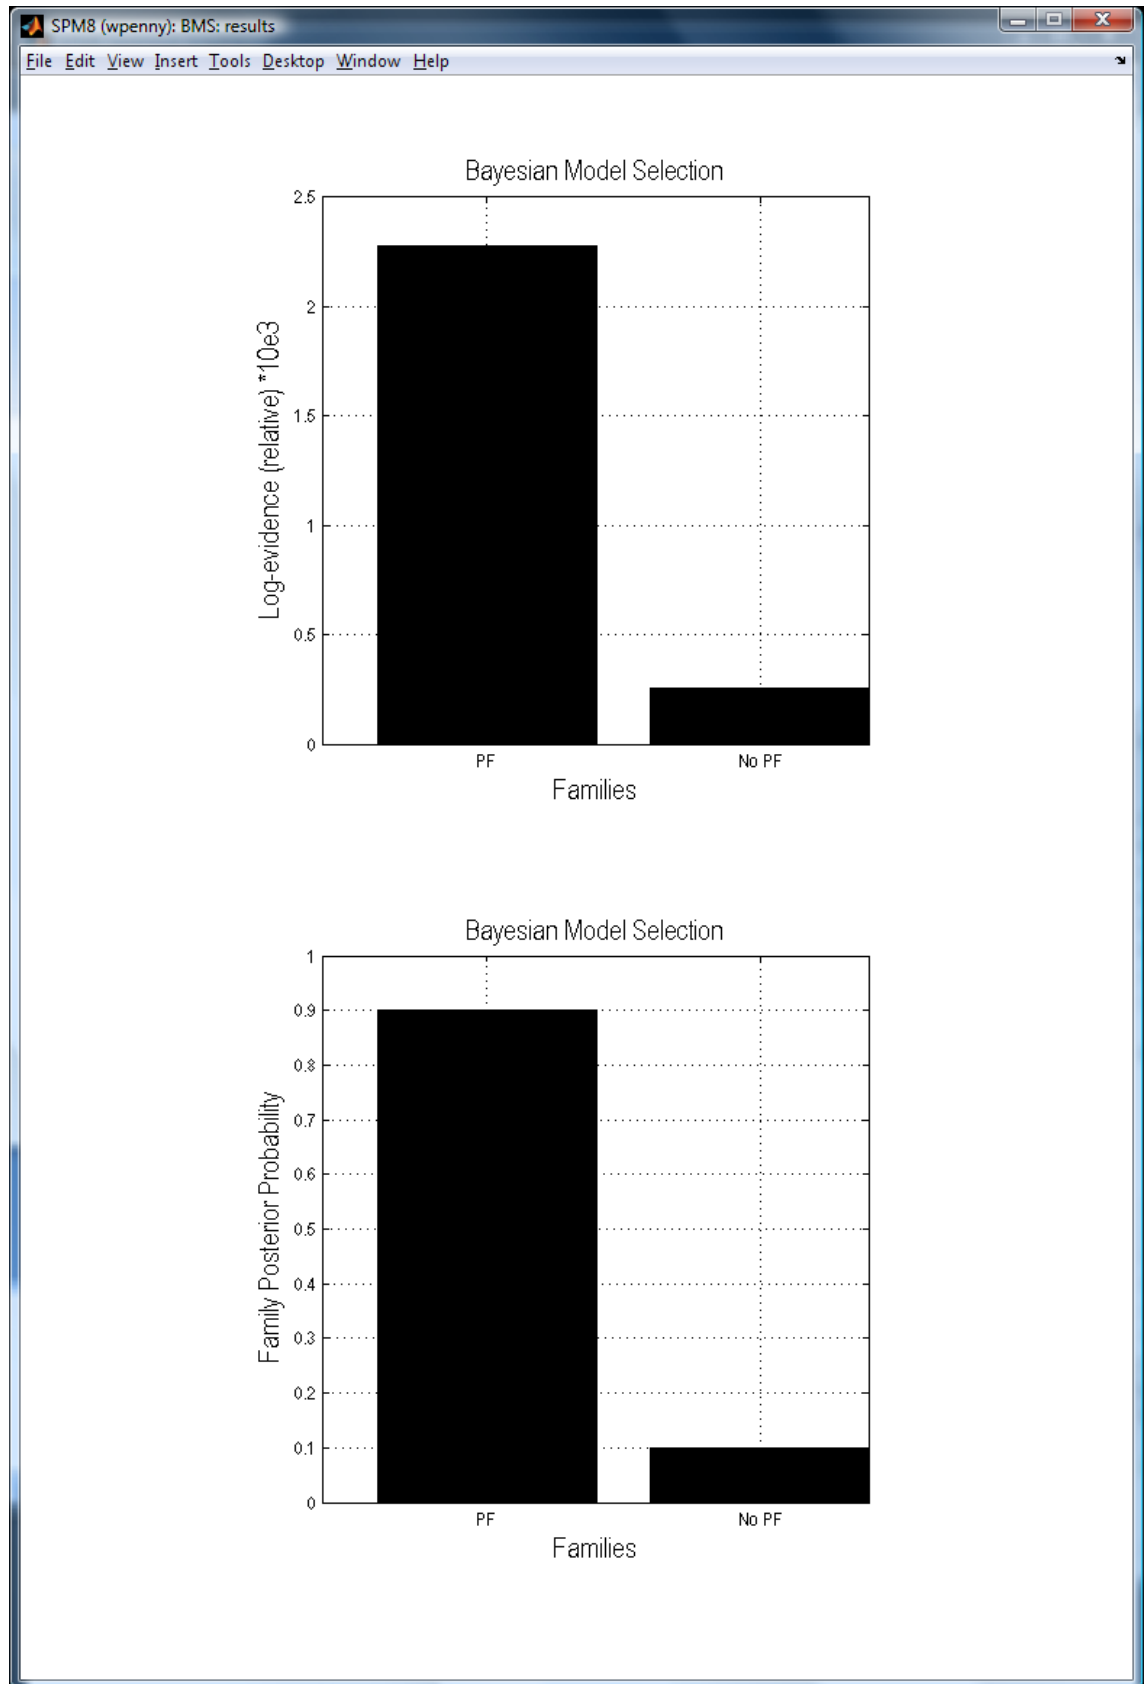 SPM8 (wpenny): BMS: results
File Edit View Insert Tools Desktop Window Help
Bayesian Model Selection
2.5
2
1.5
1
0.5
0
Log-evidence (relative) *10e3
PF No PF
Families
Bayesian Model Selection
1
0.9
0.8
0.7
0.6
0.5
0.4
0.3
0.2
0.1
0
Family Posterior Probability
PF No PF
Families